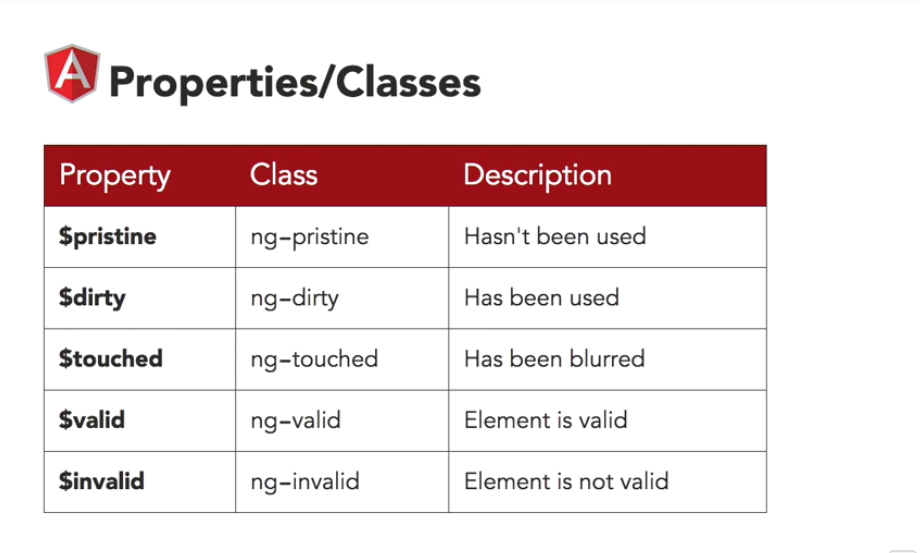 A
Properties/Classes
Property Class Description
$pristine ng-pristine Hasn't been used
$dirty ng-dirty Has been used
$touched ng-touched Has been blurred
$valid ng-valid Element is valid
$invalid ng-invalid Element is not valid